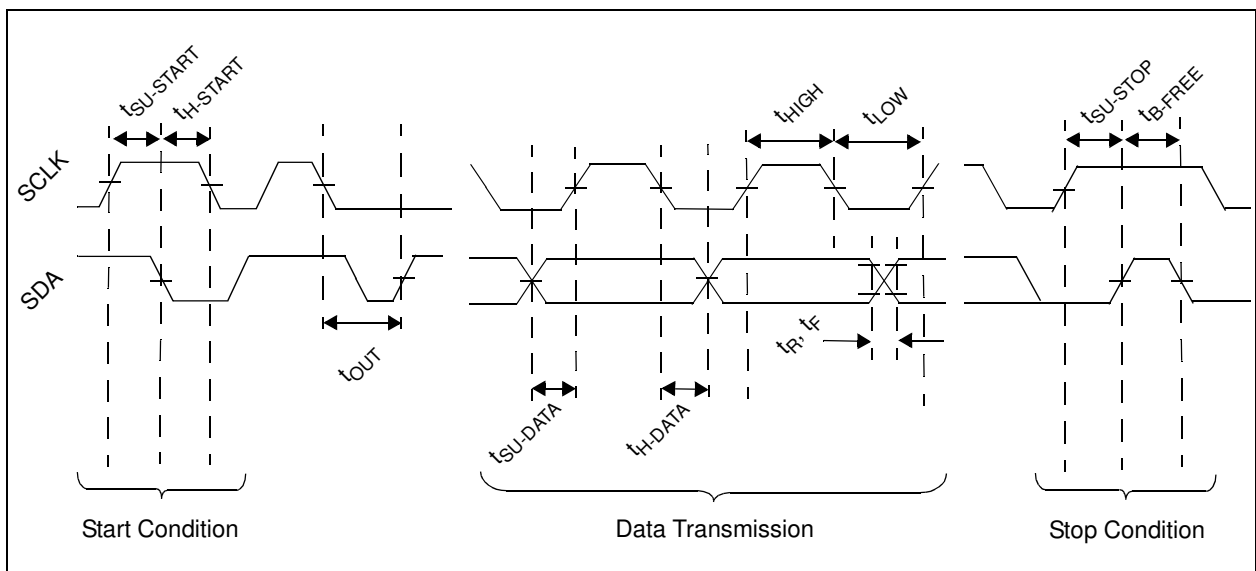 tSU-START
tH-START
tHIGH
tLOW
tSU-STOP
tB-FREE
SCLK
SDA
tOUT
tR, tF
tSU-DATA
tH-DATA
Start Condition
Data Transmission
Stop Condition